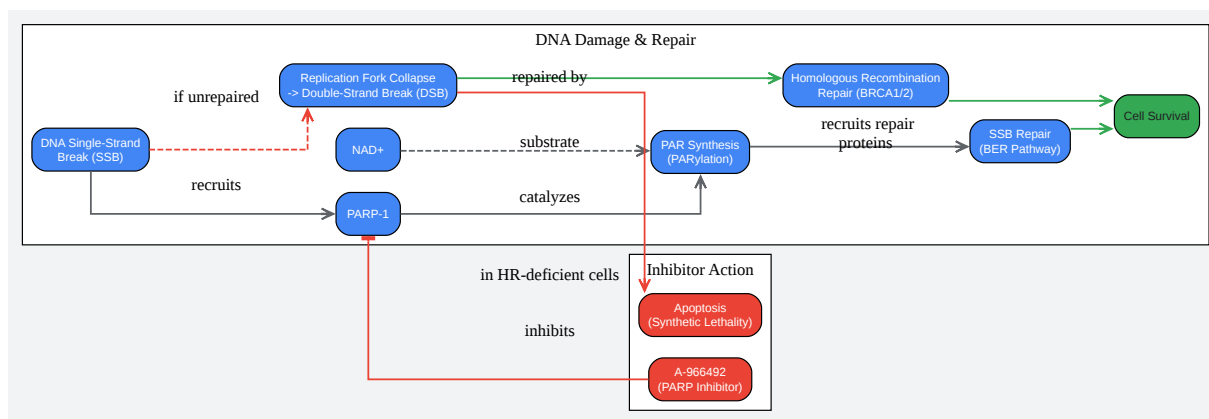 DNA Damage & Repair
Replication Fork Collapse
-> Double-Strand Break (DSB)
repaired by
Homologous Recombination
Repair (BRCA1/2)
if unrepaired
Cell Survival
DNA Single-Strand
Break (SSB)
NAD+
substrate
PAR Synthesis
(PARylation)
recruits repair
proteins
SSB Repair
(BER Pathway)
recruits
PARP-1
catalyzes
in HR-deficient cells
Inhibitor Action
Apoptosis
(Synthetic Lethality)
inhibits
A-966492
(PARP Inhibitor)